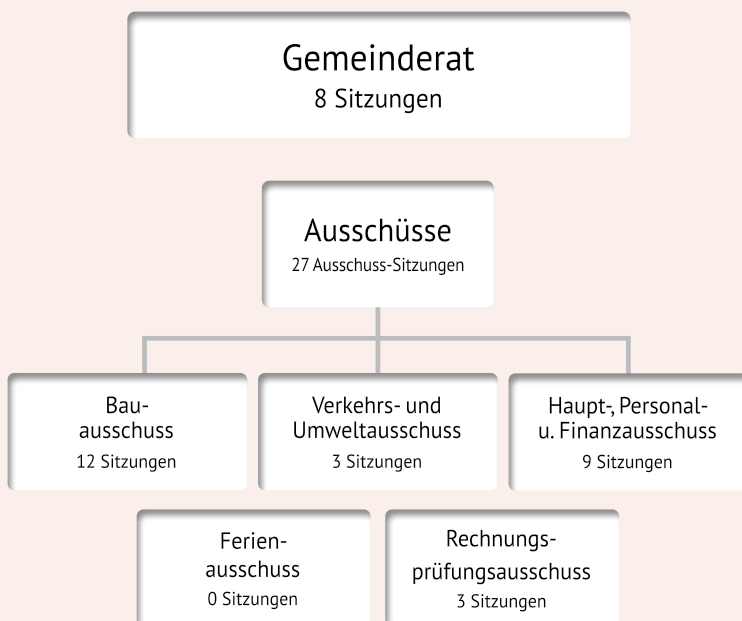 Gemeinderat
8 Sitzungen
Ausschüsse
27 Ausschuss-Sitzungen
Bau-
ausschuss
12 Sitzungen
Verkehrs- und
Umweltausschuss
3 Sitzungen
Haupt-, Personal-
u. Finanzausschuss
9 Sitzungen
Ferien-
ausschuss
0 Sitzungen
Rechnungs-
prüfungsausschuss
3 Sitzungen